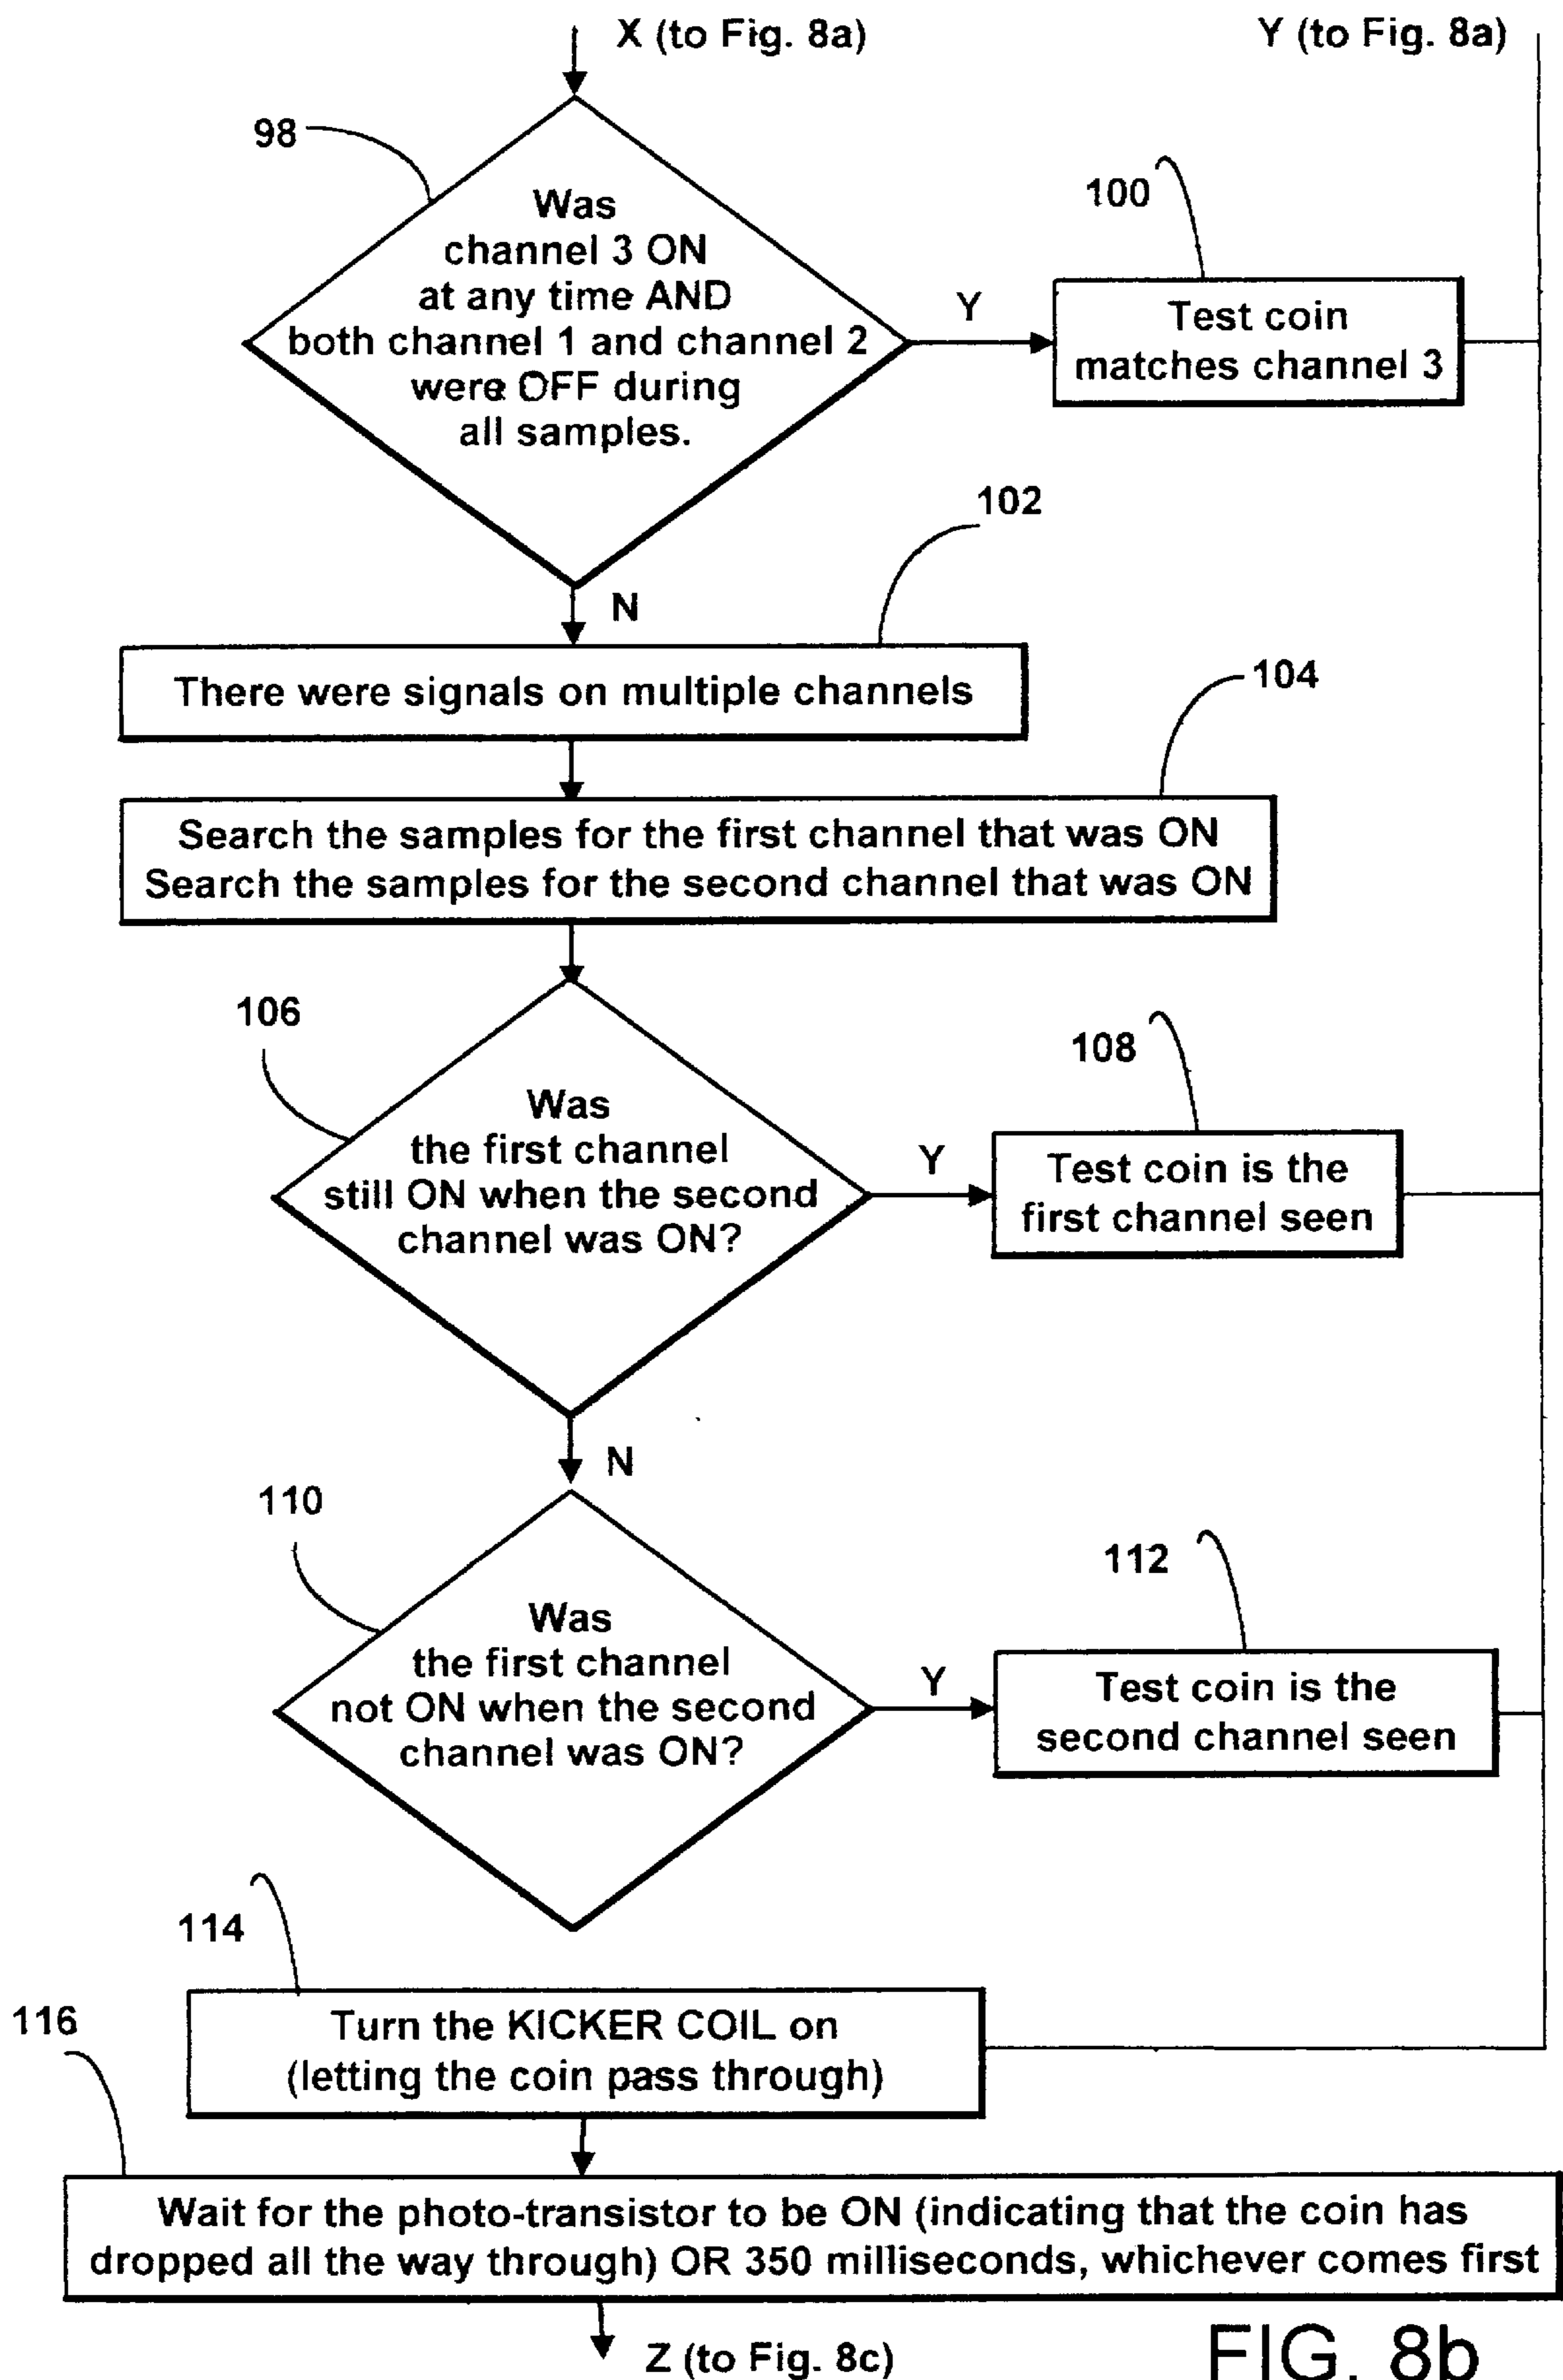 X (to Fig. 8a)
Y (to Fig. 8a)
98
Was
channel 3 ON
at any time AND
both channel 1 and channel 2
were OFF during
all samples.
Y
100
Test coin
matches channel 3
N
102
There were signals on multiple channels
104
Search the samples for the first channel that was ON
Search the samples for the second channel that was ON
106
Was
the first channel
still ON when the second
channel was ON?
Y
108
Test coin is the
first channel seen
N
110
Was
the first channel
not ON when the second
channel was ON?
Y
112
Test coin is the
second channel seen
114
Turn the KICKER COIL on
(letting the coin pass through)
116
Wait for the photo-transistor to be ON (indicating that the coin has
dropped all the way through) OR 350 milliseconds, whichever comes first
Z (to Fig. 8c)
FIG. 8b